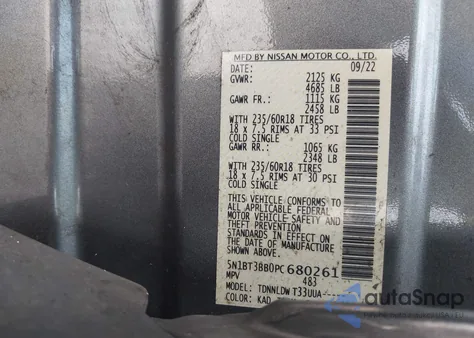 MFD BY NISSAN MOTOR CO., LTD.
DATE: 09/22
GVWR: 2125 KG
4685 LB
GAWR FR.: 1115 KG
2458 LB
WITH 235/60R18 TIRES
18 x 7.5 RIMS AT 33 PSI
COLD SINGLE
GAWR RR.: 1065 KG
2348 LB
WITH 235/60R18 TIRES
18 x 7.5 RIMS AT 30 PSI
COLD SINGLE
THIS VEHICLE CONFORMS TO
ALL APPLICABLE FEDERAL
MOTOR VEHICLE SAFETY AND
THEFT PREVENTION
STANDARDS IN EFFECT ON
THE DATE OF MANUFACTURE
SHOWN ABOVE.
5N1BT3BB0PC680261
MPV 483
MODEL: TDNNLDW T33UUA
COLOR: KAD
autoSnap